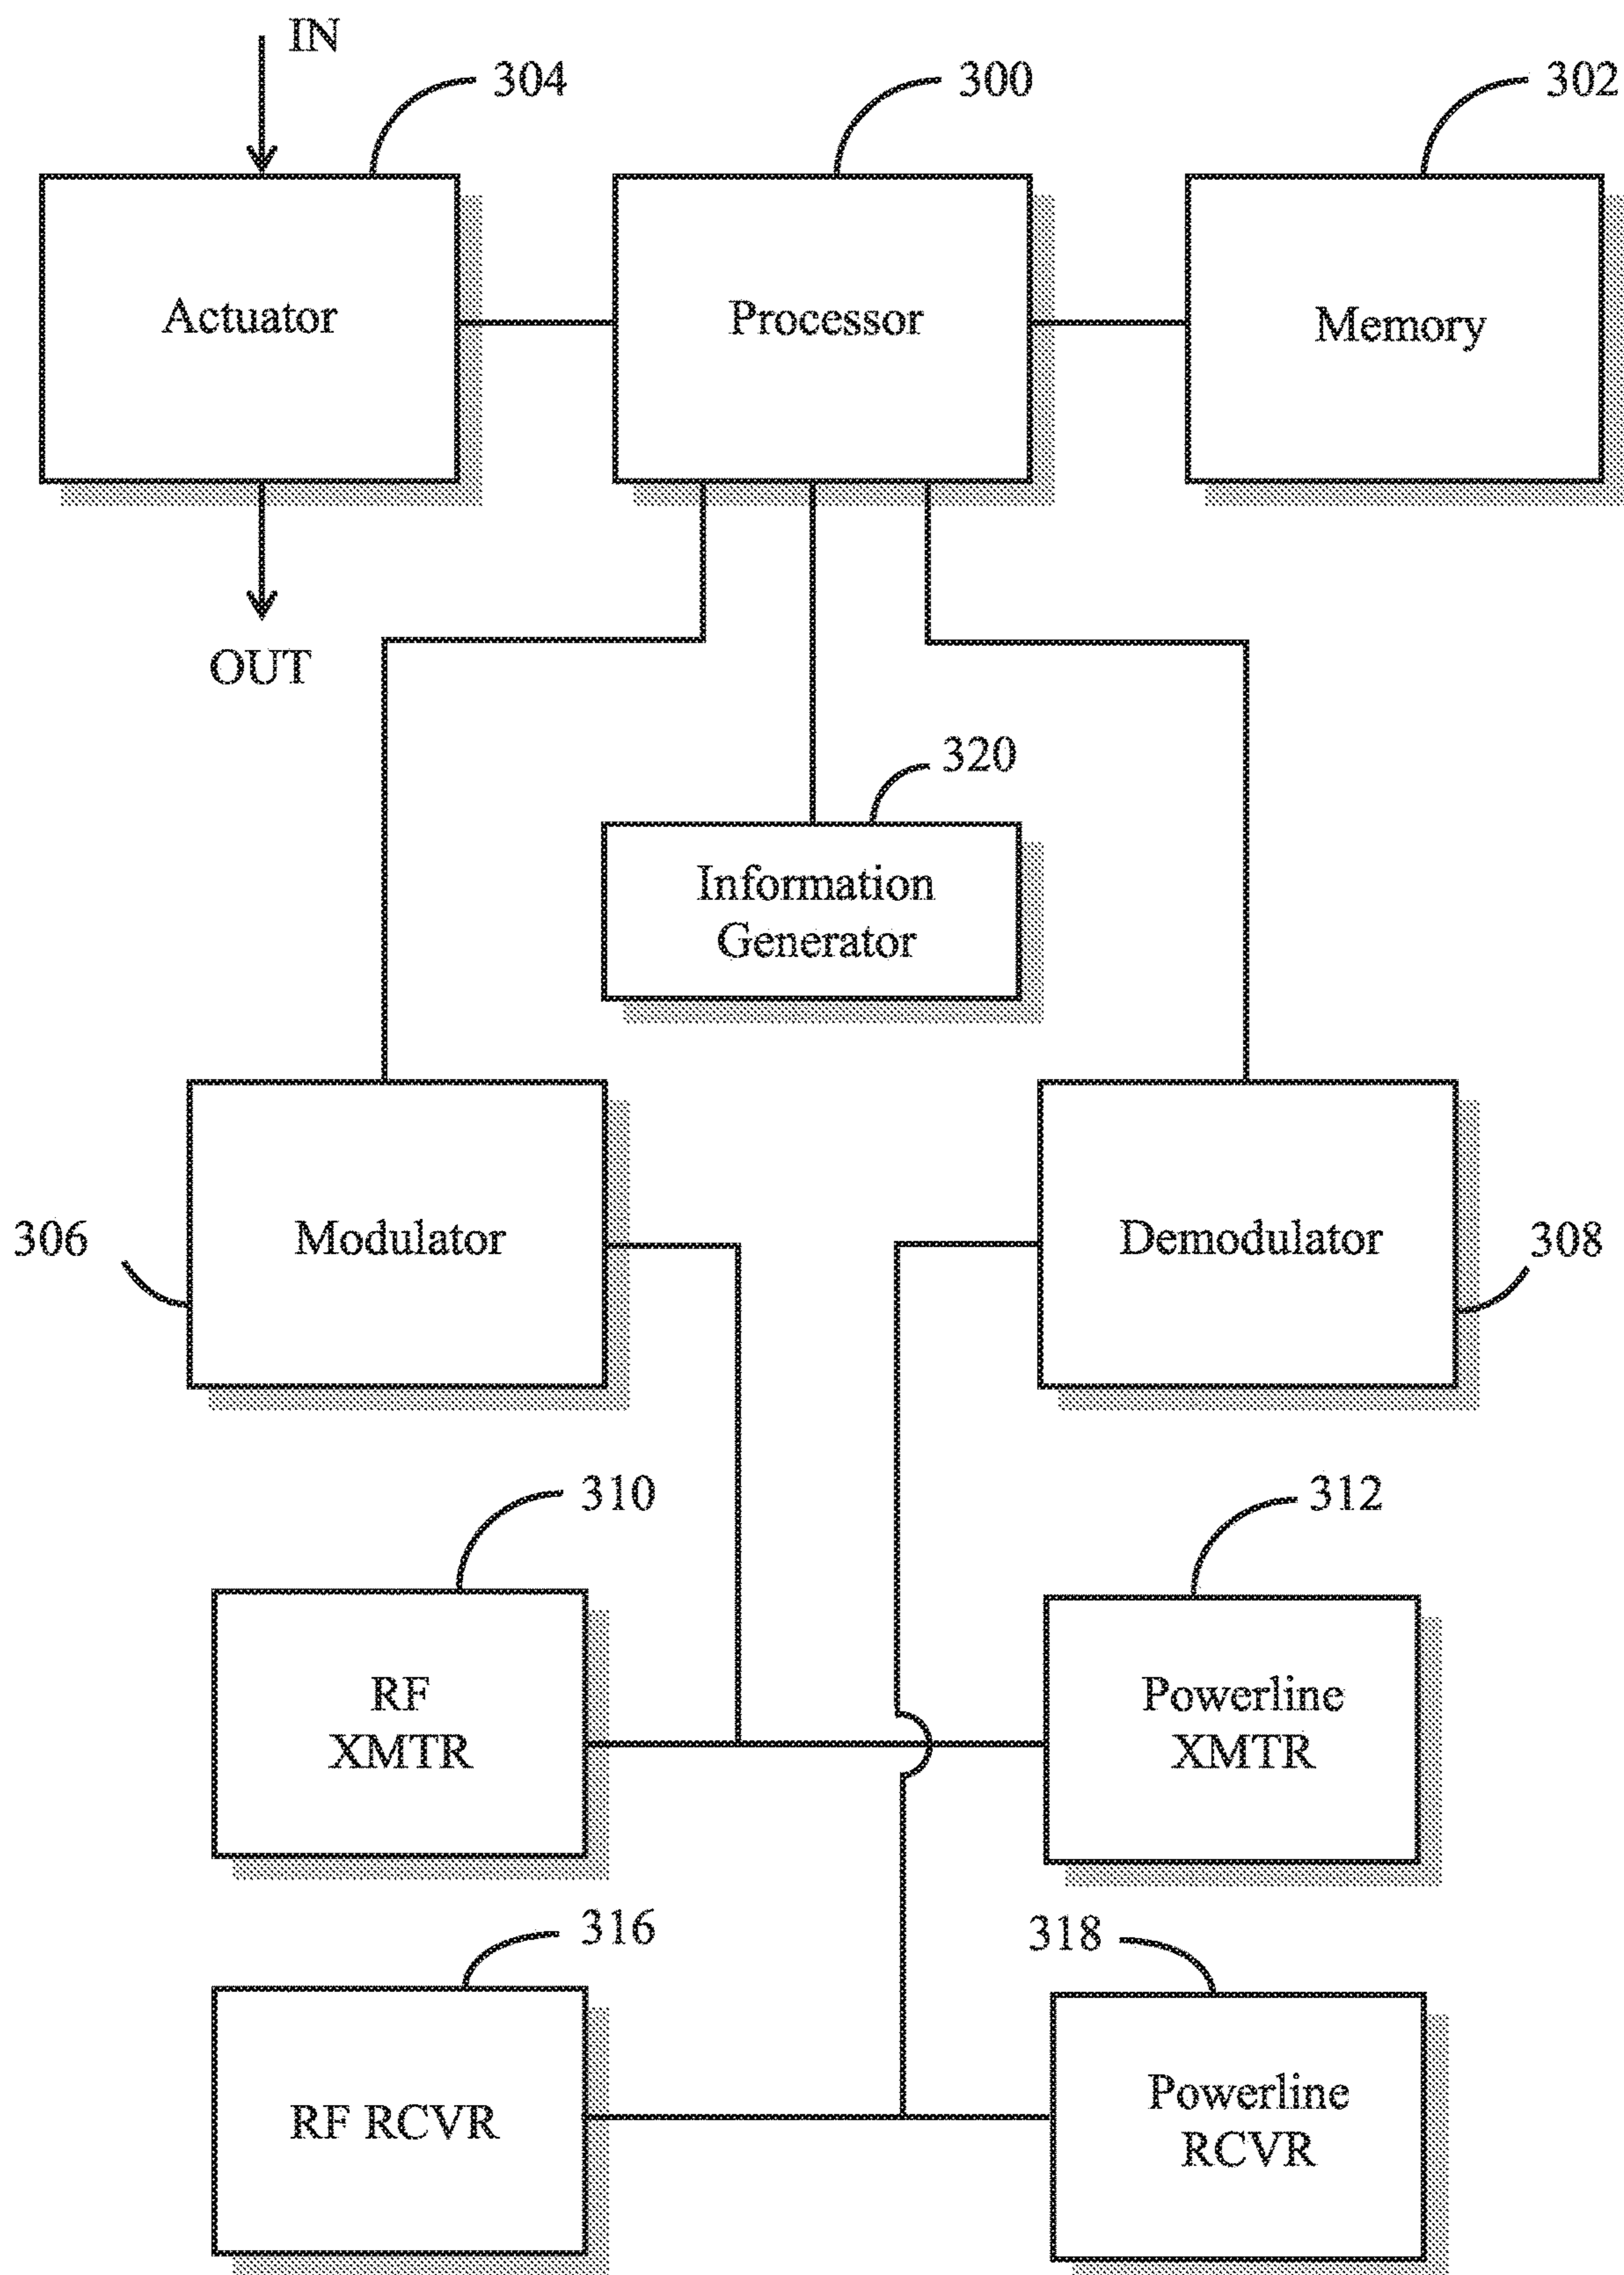 IN
304
300
302
Actuator
Processor
Memory
OUT
320
Information
Generator
306
Modulator
Demodulator
308
310
312
RF
XMTR
Powerline
XMTR
316
318
RF RCVR
Powerline
RCVR